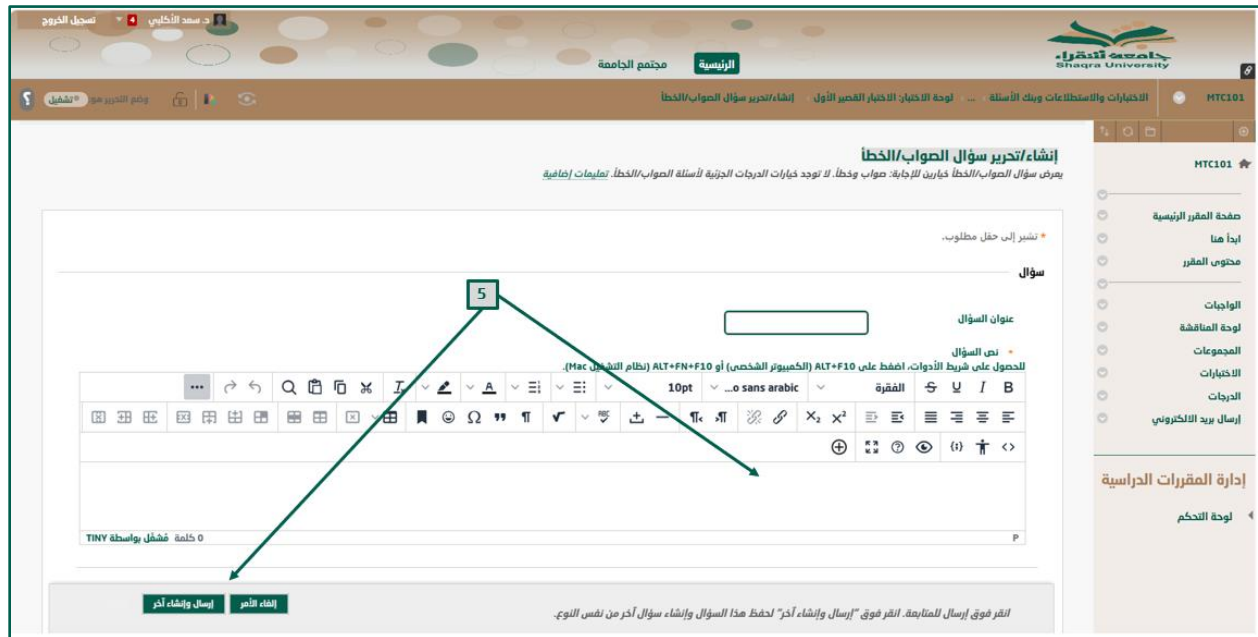 د. سعد الأكلبي 4 تسجيل الخروج
جامعة شقراء
Shaqra University
الرئيسية مجتمع الجامعة
MTC101 الاختبارات والاستطلاعات وبنك الأسئلة ... لوحة الاختبار: الاختبار القصير الأول إنشاء/تحرير سؤال الصواب/الخطأ
وضع التحرير هو: تشغيل ?
MTC101
صفحة المقرر الرئيسية
ابدأ هنا
محتوى المقرر
الواجبات
لوحة المناقشة
المجموعات
الاختبارات
الدرجات
إرسال بريد الالكتروني
إدارة المقررات الدراسية
لوحة التحكم
إنشاء/تحرير سؤال الصواب/الخطأ
يعرض سؤال الصواب/الخطأ خيارين للإجابة: صواب وخطأ. لا توجد خيارات الدرجات الجزئية لأسئلة الصواب/الخطأ. تعليمات إضافية
* تشير إلى حقل مطلوب.
سؤال
5
عنوان السؤال
* نص السؤال
للحصول على شريط الأدوات، اضغط على ALT+F10 (الكمبيوتر الشخصي) أو ALT+FN+F10 (نظام التشغيل Mac).
B I U S الفقرة ...o sans arabic 10pt
P
0 كلمة مُشغّل بواسطة TINY
انقر فوق إرسال للمتابعة. انقر فوق "إرسال وإنشاء آخر" لحفظ هذا السؤال وإنشاء سؤال آخر من نفس النوع.
إلغاء الأمر إرسال وإنشاء آخر